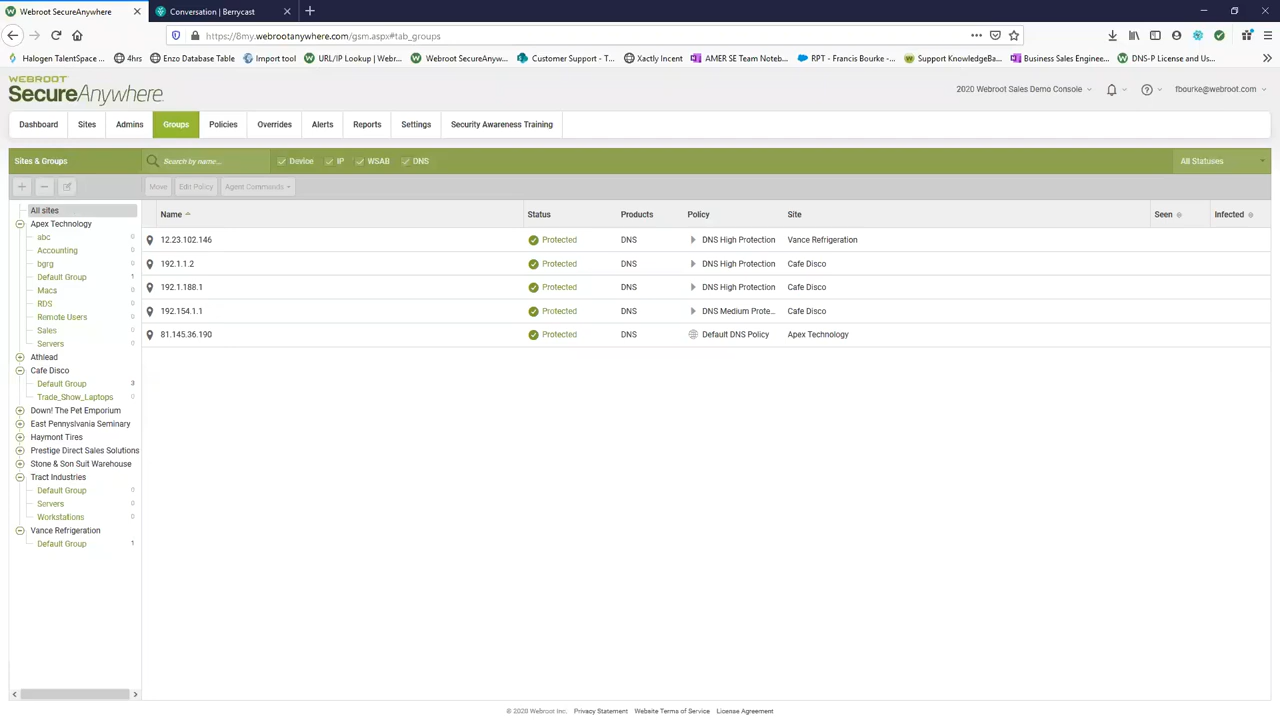 Webroot SecureAnywhere
Conversation | Berrycast
https://8my.webrootanywhere.com/gsm.aspx#tab_groups
Halogen TalentSpace ...
4hrs
Enzo Database Table
Import tool
URL/IP Lookup | Webr...
Webroot SecureAnyw...
Customer Support - T...
Xactly Incent
AMER SE Team Noteb...
RPT - Francis Bourke -...
Support KnowledgeBa...
Business Sales Enginee...
DNS-P License and Us...
WEBROOT
SecureAnywhere.
2020 Webroot Sales Demo Console
fbourke@webroot.com
Dashboard
Sites
Admins
Groups
Policies
Overrides
Alerts
Reports
Settings
Security Awareness Training
Sites & Groups
Search by name...
Device
IP
WSAB
DNS
All Statuses
Move
Edit Policy
Agent Commands
All sites
Apex Technology
abc 0
Accounting 0
bgrg 0
Default Group 1
Macs 0
RDS 0
Remote Users 0
Sales 0
Servers 0
Athlead
Cafe Disco
Default Group 3
Trade_Show_Laptops 0
Down! The Pet Emporium
East Pennyslvania Seminary
Haymont Tires
Prestige Direct Sales Solutions
Stone & Son Suit Warehouse
Tract Industries
Default Group 0
Servers 0
Workstations 0
Vance Refrigeration
Default Group 1
Name Status Products Policy Site Seen Infected
12.23.102.146 Protected DNS DNS High Protection Vance Refrigeration
192.1.1.2 Protected DNS DNS High Protection Cafe Disco
192.1.188.1 Protected DNS DNS High Protection Cafe Disco
192.154.1.1 Protected DNS DNS Medium Prote... Cafe Disco
81.145.36.190 Protected DNS Default DNS Policy Apex Technology
© 2020 Webroot Inc. Privacy Statement Website Terms of Service License Agreement